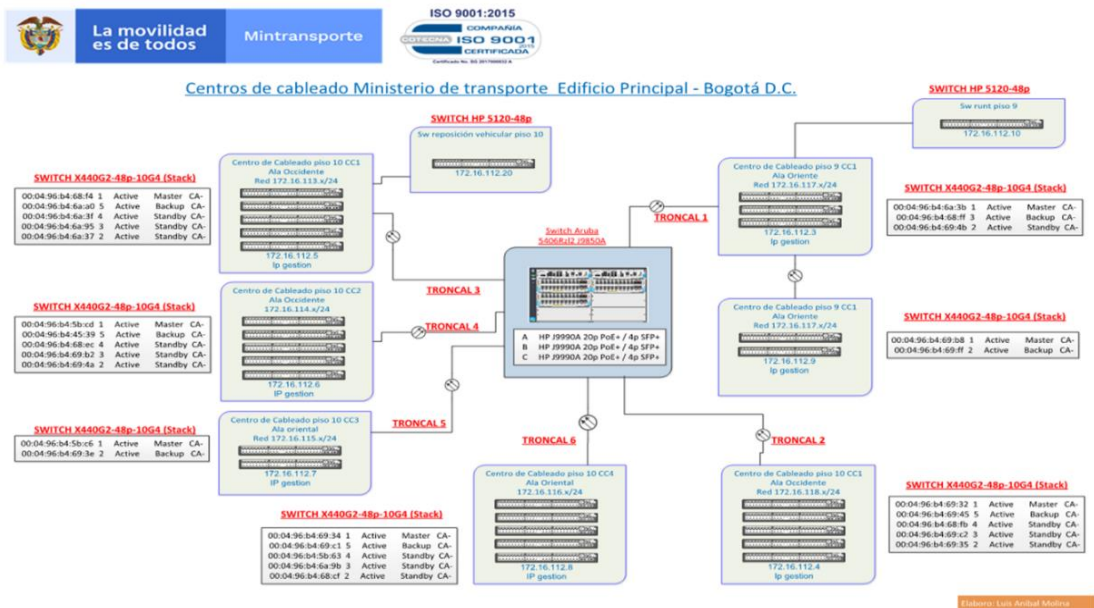 La movilidad
es de todos
Mintransporte
ISO 9001:2015
COMPAÑÍA
COTECNA ISO 9001
2015
CERTIFICADA
Centros de cableado Ministerio de transporte Edificio Principal - Bogotá D.C.
SWITCH HP 5120-48p
Sw reposición vehicular piso 10
172.16.112.20
SWITCH HP 5120-48p
Sw runt piso 9
172.16.112.10
SWITCH X440G2-48p-10G4 (Stack)
00:04:96:b4:68:f4 1 Active Master CA-
00:04:96:b4:6a:a0 5 Active Backup CA-
00:04:96:b4:6a:3f 4 Active Standby CA-
00:04:96:b4:6a:95 3 Active Standby CA-
00:04:96:b4:6a:37 2 Active Standby CA-
Centro de Cableado piso 10 CC1
Ala Occidente
Red 172.16.113.x/24
172.16.112.5
Ip gestion
Centro de Cableado piso 9 CC1
Ala Oriente
Red 172.16.117.x/24
172.16.112.3
Ip gestion
SWITCH X440G2-48p-10G4 (Stack)
00:04:96:b4:6a:3b 1 Active Master CA-
00:04:96:b4:68:ff 3 Active Backup CA-
00:04:96:b4:69:4b 2 Active Standby CA-
TRONCAL 1
Switch Aruba
5406Rzl2 J9850A
A HP J9990A 20p PoE+ / 4p SFP+
B HP J9990A 20p PoE+ / 4p SFP+
C HP J9990A 20p PoE+ / 4p SFP+
TRONCAL 3
SWITCH X440G2-48p-10G4 (Stack)
00:04:96:b4:5b:cd 1 Active Master CA-
00:04:96:b4:45:39 5 Active Backup CA-
00:04:96:b4:68:ec 4 Active Standby CA-
00:04:96:b4:69:b2 3 Active Standby CA-
00:04:96:b4:69:4a 2 Active Standby CA-
Centro de Cableado piso 10 CC2
Ala Occidente
172.16.114.x/24
172.16.112.6
IP gestion
TRONCAL 4
Centro de Cableado piso 9 CC1
Ala Oriente
Red 172.16.117.x/24
172.16.112.9
Ip gestion
SWITCH X440G2-48p-10G4 (Stack)
00:04:96:b4:69:b8 1 Active Master CA-
00:04:96:b4:69:ff 2 Active Backup CA-
SWITCH X440G2-48p-10G4 (Stack)
00:04:96:b4:5b:c6 1 Active Master CA-
00:04:96:b4:69:3e 2 Active Backup CA-
Centro de Cableado piso 10 CC3
Ala oriental
Red 172.16.115.x/24
172.16.112.7
IP gestion
TRONCAL 5
TRONCAL 6
TRONCAL 2
SWITCH X440G2-48p-10G4 (Stack)
00:04:96:b4:69:34 1 Active Master CA-
00:04:96:b4:69:c1 5 Active Backup CA-
00:04:96:b4:5b:63 4 Active Standby CA-
00:04:96:b4:6a:9b 3 Active Standby CA-
00:04:96:b4:68:cf 2 Active Standby CA-
Centro de Cableado piso 10 CC4
Ala Oriental
172.16.116.x/24
172.16.112.8
IP gestion
Centro de Cableado piso 10 CC1
Ala Occidente
Red 172.16.118.x/24
172.16.112.4
Ip gestion
SWITCH X440G2-48p-10G4 (Stack)
00:04:96:b4:69:32 1 Active Master CA-
00:04:96:b4:69:45 5 Active Backup CA-
00:04:96:b4:68:fb 4 Active Standby CA-
00:04:96:b4:69:c2 3 Active Standby CA-
00:04:96:b4:69:35 2 Active Standby CA-
Elaboro: Luis Anibal Molina